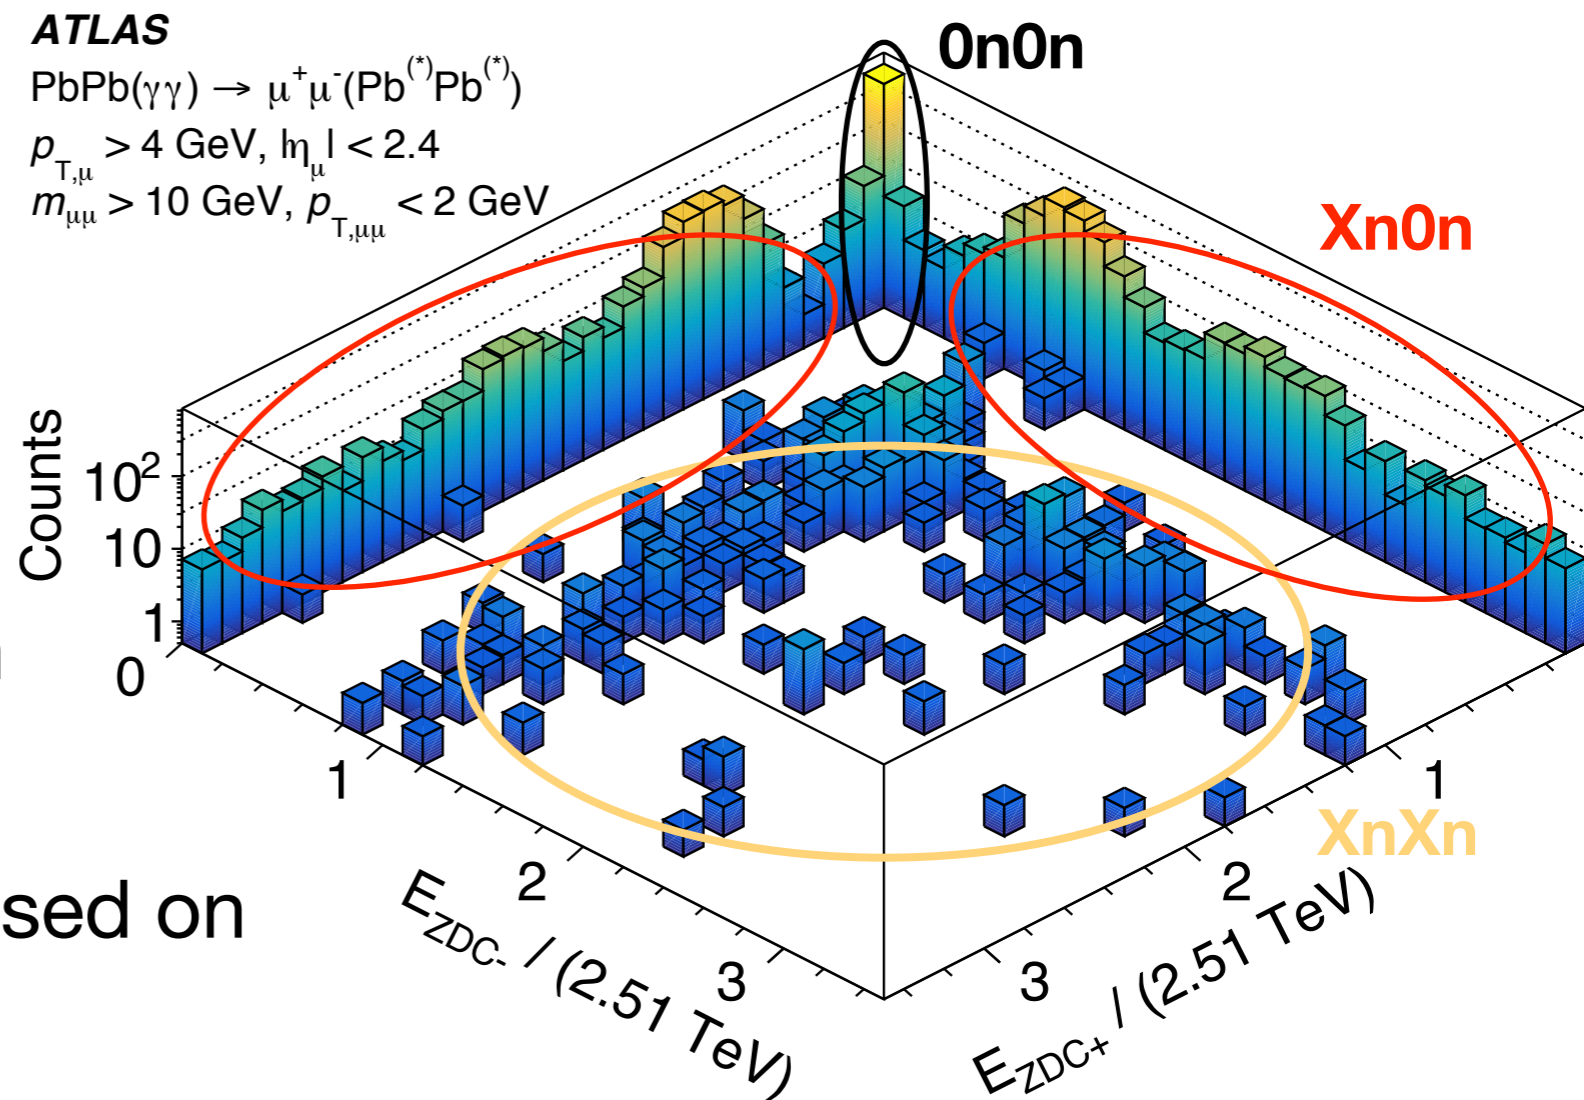 ATLAS
PbPb(γγ) → μ⁺μ⁻(Pb⁽*⁾Pb⁽*⁾)
p_T,μ > 4 GeV, |η_μ| < 2.4
m_μμ > 10 GeV, p_T,μμ < 2 GeV
0n0n
Xn0n
XnXn
Counts
10²
10
1
0
1
2
3
E_ZDC- / (2.51 TeV)
1
2
3
E_ZDC+ / (2.51 TeV)
sed on